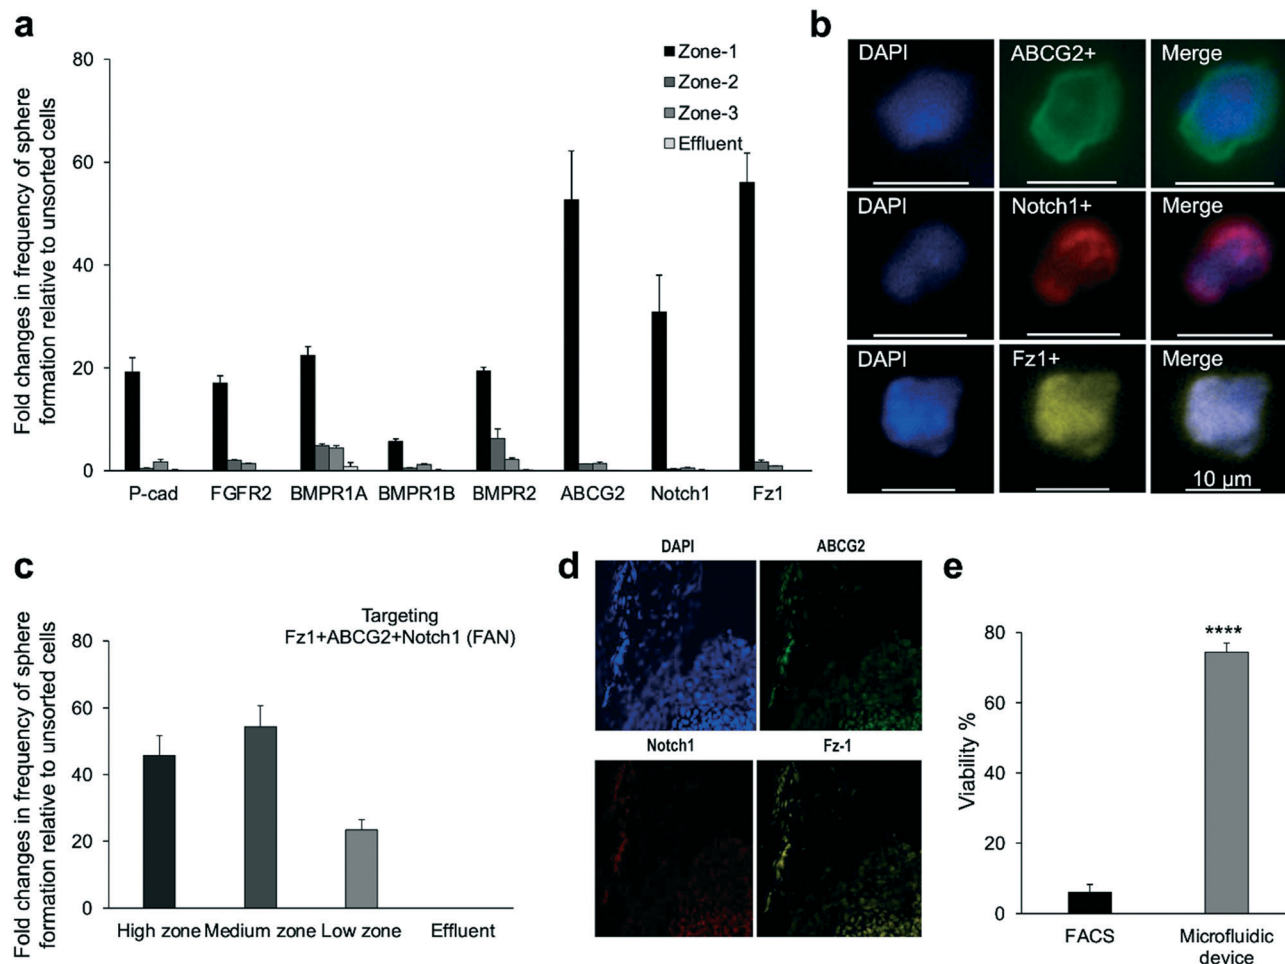 a
Fold changes in frequency of sphere
formation relative to unsorted cells
80
60
40
20
0
Zone-1
Zone-2
Zone-3
Effluent
P-cad
FGFR2
BMPR1A
BMPR1B
BMPR2
ABCG2
Notch1
Fz1
b
DAPI
ABCG2+
Merge
DAPI
Notch1+
Merge
DAPI
Fz1+
Merge
10 µm
c
Fold changes in frequency of sphere
formation relative to unsorted cells
80
60
40
20
0
Targeting
Fz1+ABCG2+Notch1 (FAN)
High zone
Medium zone
Low zone
Effluent
d
DAPI
ABCG2
Notch1
Fz-1
e
Viability %
80
60
40
20
0
****
FACS
Microfluidic
device